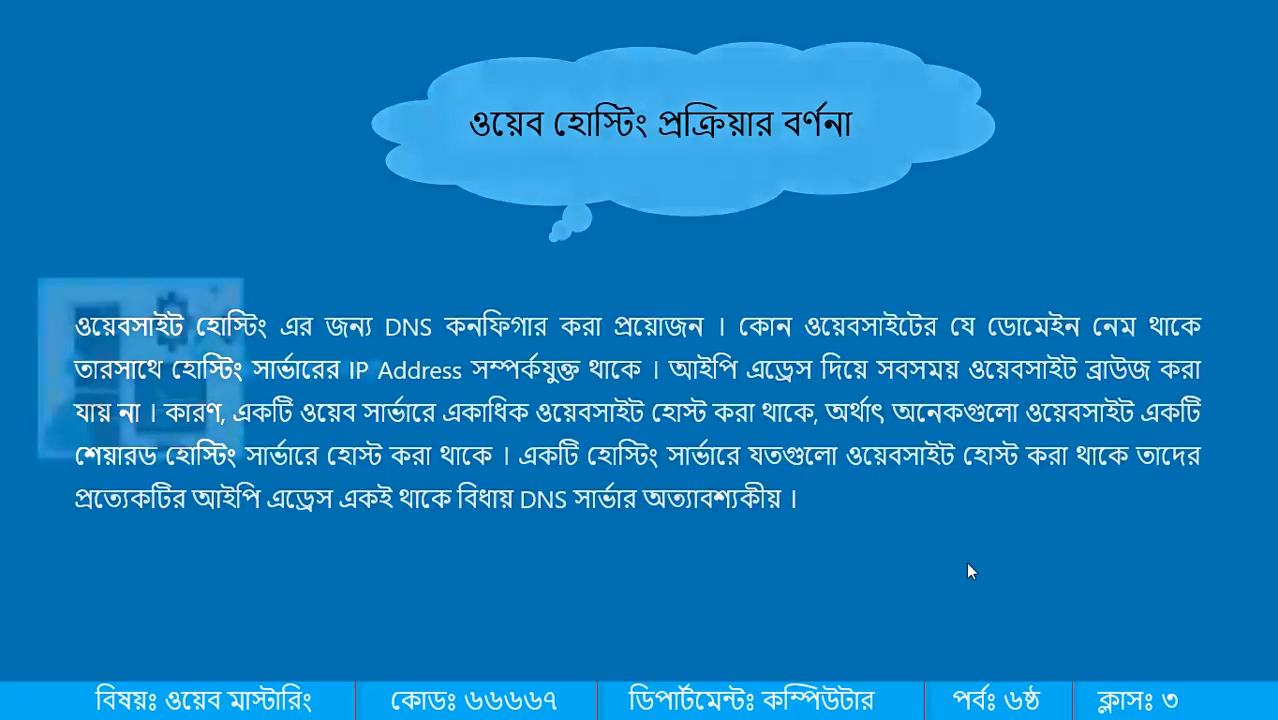 ওয়েব হোস্টিং প্রক্রিয়ার বর্ণনা
ওয়েবসাইট হোস্টিং এর জন্য DNS কনফিগার করা প্রয়োজন । কোন ওয়েবসাইটের যে ডোমেইন নেম থাকে
তারসাথে হোস্টিং সার্ভারের IP Address সম্পর্কযুক্ত থাকে । আইপি এড্রেস দিয়ে সবসময় ওয়েবসাইট ব্রাউজ করা
যায় না । কারণ, একটি ওয়েব সার্ভারে একাধিক ওয়েবসাইট হোস্ট করা থাকে, অর্থাৎ অনেকগুলো ওয়েবসাইট একটি
শেয়ারড হোস্টিং সার্ভারে হোস্ট করা থাকে । একটি হোস্টিং সার্ভারে যতগুলো ওয়েবসাইট হোস্ট করা থাকে তাদের
প্রত্যেকটির আইপি এড্রেস একই থাকে বিধায় DNS সার্ভার অত্যাবশ্যকীয় ।
বিষয়ঃ ওয়েব মাস্টারিং কোডঃ ৬৬৬৬৭ ডিপার্টমেন্টঃ কম্পিউটার পর্বঃ ৬ষ্ঠ ক্লাসঃ ৩